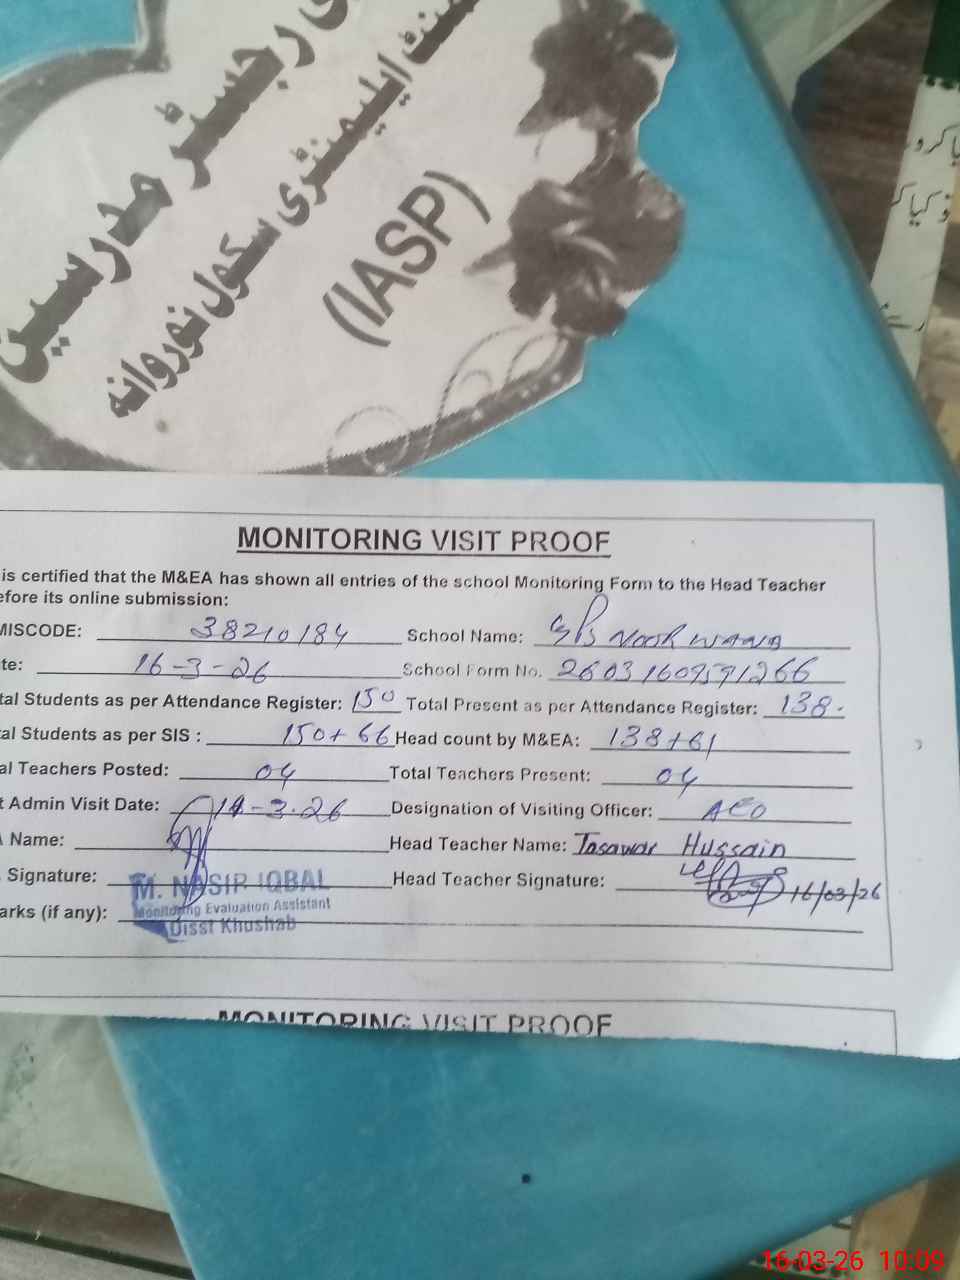 ی رجسٹر مدرسین
منٹ ایلیمنٹری سکول نوروانہ
(IASP)
MONITORING VISIT PROOF
is certified that the M&EA has shown all entries of the school Monitoring Form to the Head Teacher
efore its online submission:
MISCODE: 38210184 School Name: GPS Noor wana
te: 16-3-26 School Form No. 26031609591266
tal Students as per Attendance Register: 150 Total Present as per Attendance Register: 138.
al Students as per SIS : 150+66 Head count by M&EA: 138+61
al Teachers Posted: 04 Total Teachers Present: 04
t Admin Visit Date: 14-3-26 Designation of Visiting Officer: AEO
Name: Head Teacher Name: Tasawar Hussain
Signature: Head Teacher Signature: 16/03/26
M. NASIR IQBAL
arks (if any): Monitoring Evaluation Assistant
Disst Khushab
MONITORING VISIT PROOF
16-03-26 10:09